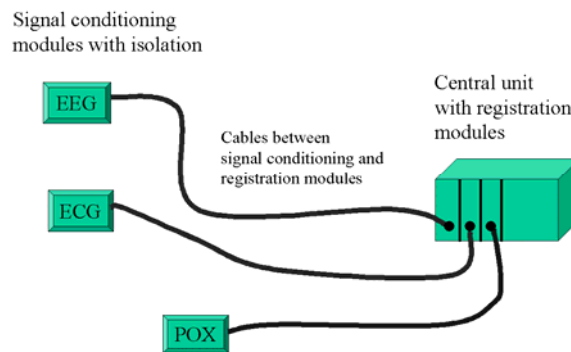 Signal conditioning
modules with isolation
EEG
Central unit
with registration
modules
Cables between
signal conditioning and
registration modules
ECG
POX